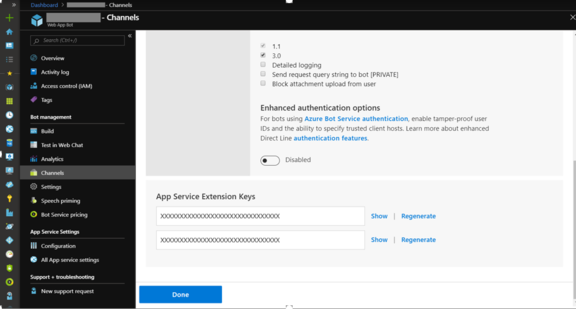 Dashboard > - Channels
- Channels
Web App Bot
Search (Ctrl+/)
Overview
Activity log
Access control (IAM)
Tags
Bot management
Build
Test in Web Chat
Analytics
Channels
Settings
Speech priming
Bot Service pricing
App Service Settings
Configuration
All App service settings
Support + troubleshooting
New support request
1.1
3.0
Detailed logging
Send request query string to bot [PRIVATE]
Block attachment upload from user
Enhanced authentication options
For bots using Azure Bot Service authentication, enable tamper-proof user
IDs and the ability to specify trusted client hosts. Learn more about enhanced
Direct Line authentication features.
Disabled
App Service Extension Keys
XXXXXXXXXXXXXXXXXXXXXXXXXXXXXXXX Show | Regenerate
XXXXXXXXXXXXXXXXXXXXXXXXXXXXXXXX Show | Regenerate
Done